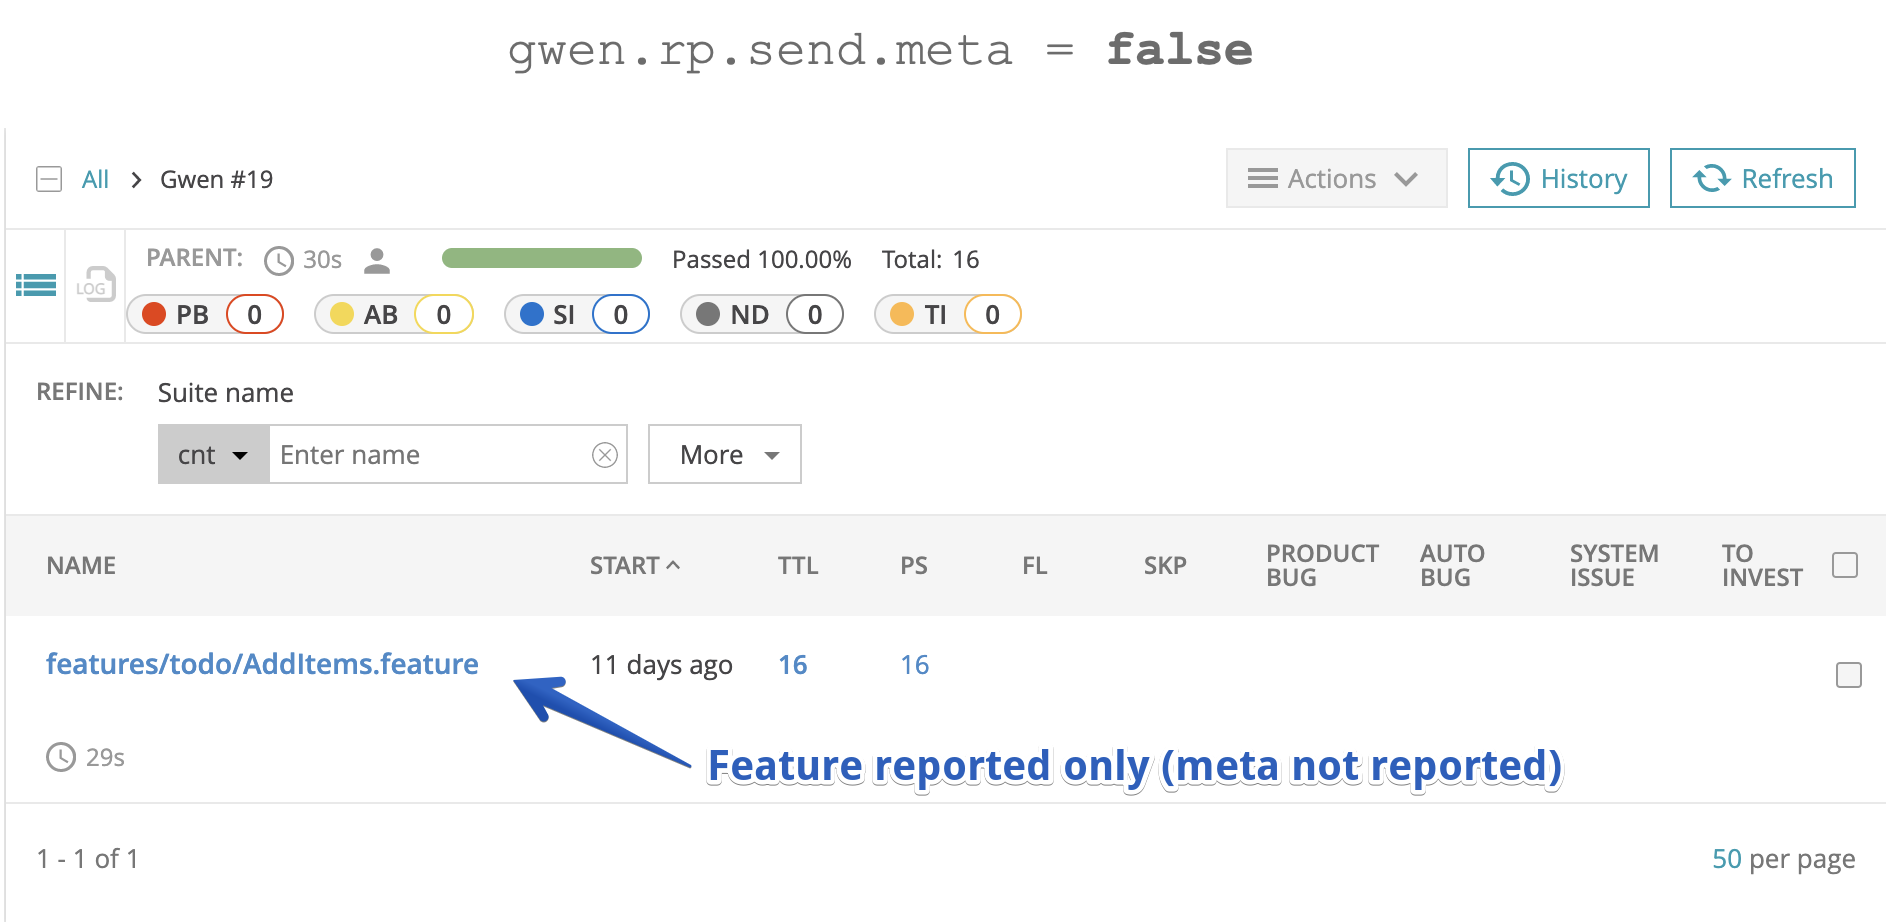 gwen.rp.send.meta = false
All > Gwen #19
Actions
History
Refresh
LOG
PARENT: 30s Passed 100.00% Total: 16
PB 0 AB 0 SI 0 ND 0 TI 0
REFINE: Suite name
cnt Enter name More
NAME START TTL PS FL SKP PRODUCT BUG AUTO BUG SYSTEM ISSUE TO INVEST
features/todo/AddItems.feature 11 days ago 16 16
29s
Feature reported only (meta not reported)
1 - 1 of 1 50 per page